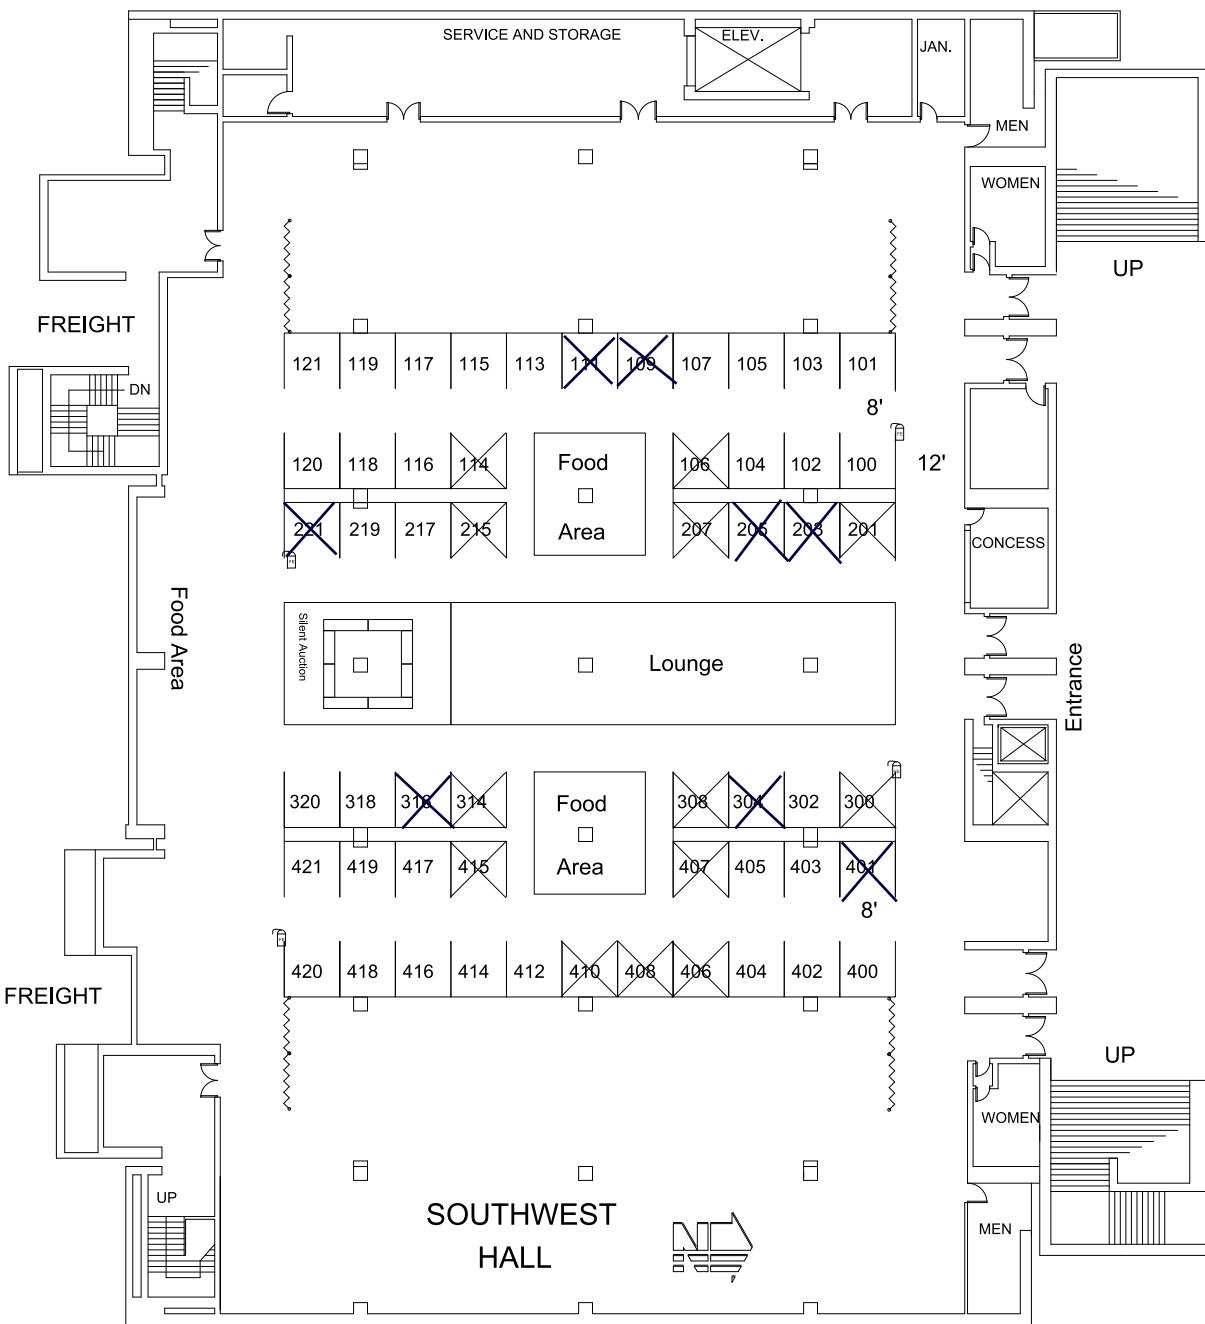 SERVICE AND STORAGE
ELEV.
JAN.
MEN
WOMEN
UP
FREIGHT
DN
121 119 117 115 113 111 109 107 105 103 101
8'
120 118 116 114 Food 106 104 102 100 12'
221 219 217 215 Area 207 205 203 201
CONCESS
Food Area
Silent Auction
Lounge
Entrance
320 318 316 314 Food 308 304 302 300
421 419 417 415 Area 407 405 403 401
8'
420 418 416 414 412 410 408 406 404 402 400
FREIGHT
UP
WOMEN
UP
MEN
SOUTHWEST
HALL